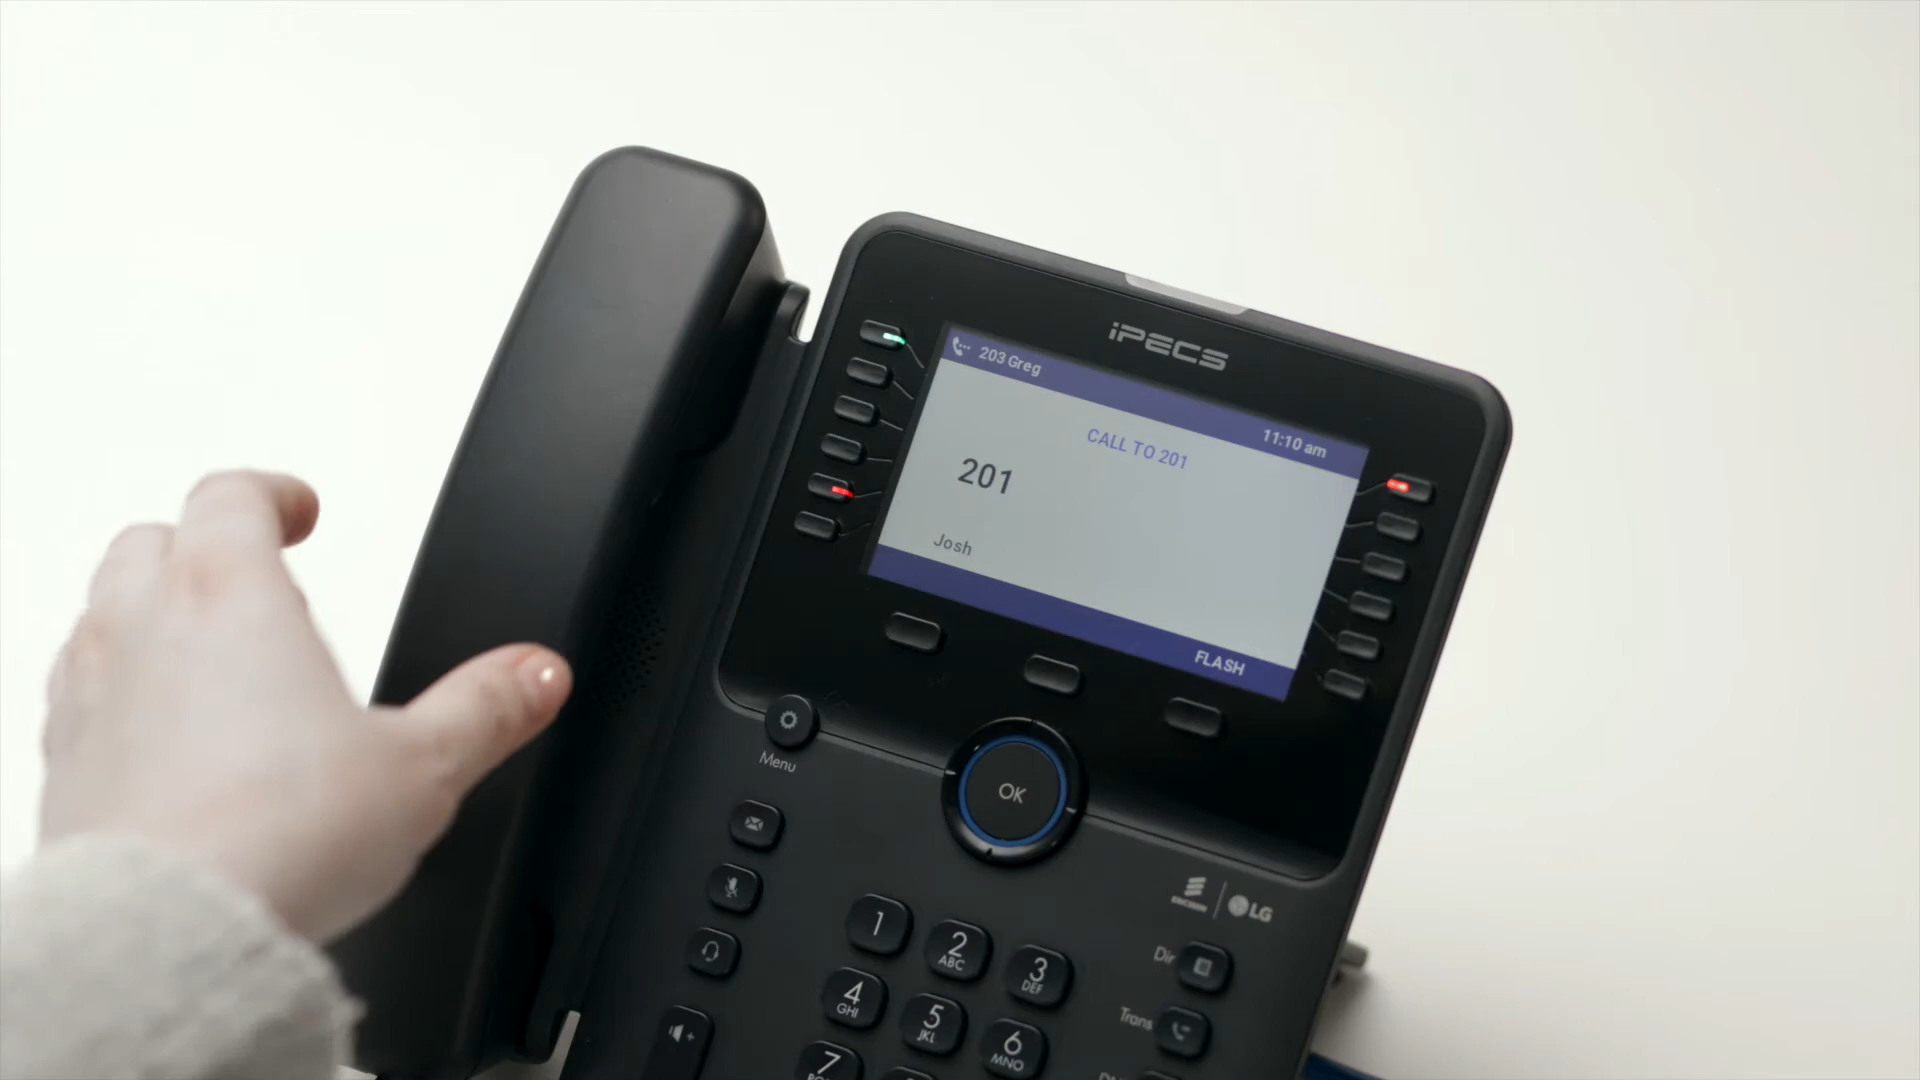 iPECS
203 Greg
11:10 am
CALL TO 201
201
Josh
FLASH
Menu
OK
ERICSSON
LG
1
2
ABC
3
DEF
Dir
4
GHI
5
JKL
6
MNO
Trans
7